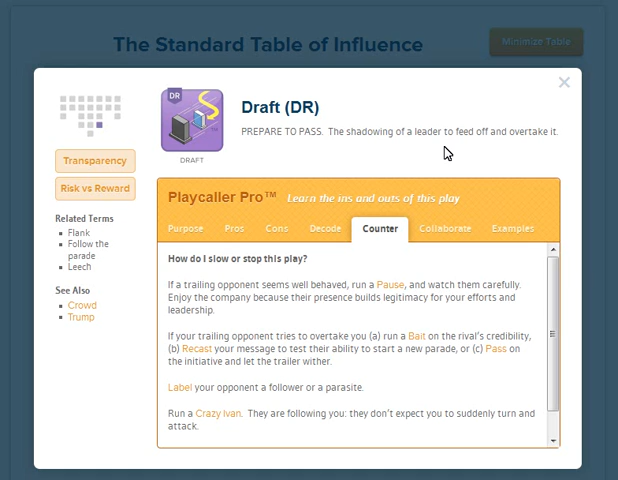 The Standard Table of Influence
Minimize Table
Transparency
Risk vs Reward
Related Terms
Flank
Follow the
parade
Leech
See Also
Crowd
Trump
DR
DRAFT
Draft (DR)
PREPARE TO PASS. The shadowing of a leader to feed off and overtake it.
Playcaller Pro™ Learn the ins and outs of this play
Purpose Pros Cons Decode Counter Collaborate Examples
How do I slow or stop this play?
If a trailing opponent seems well behaved, run a Pause, and watch them carefully.
Enjoy the company because their presence builds legitimacy for your efforts and
leadership.
If your trailing opponent tries to overtake you (a) run a Bait on the rival's credibility,
(b) Recast your message to test their ability to start a new parade, or (c) Pass on
the initiative and let the trailer wither.
Label your opponent a follower or a parasite.
Run a Crazy Ivan. They are following you: they don't expect you to suddenly turn and
attack.